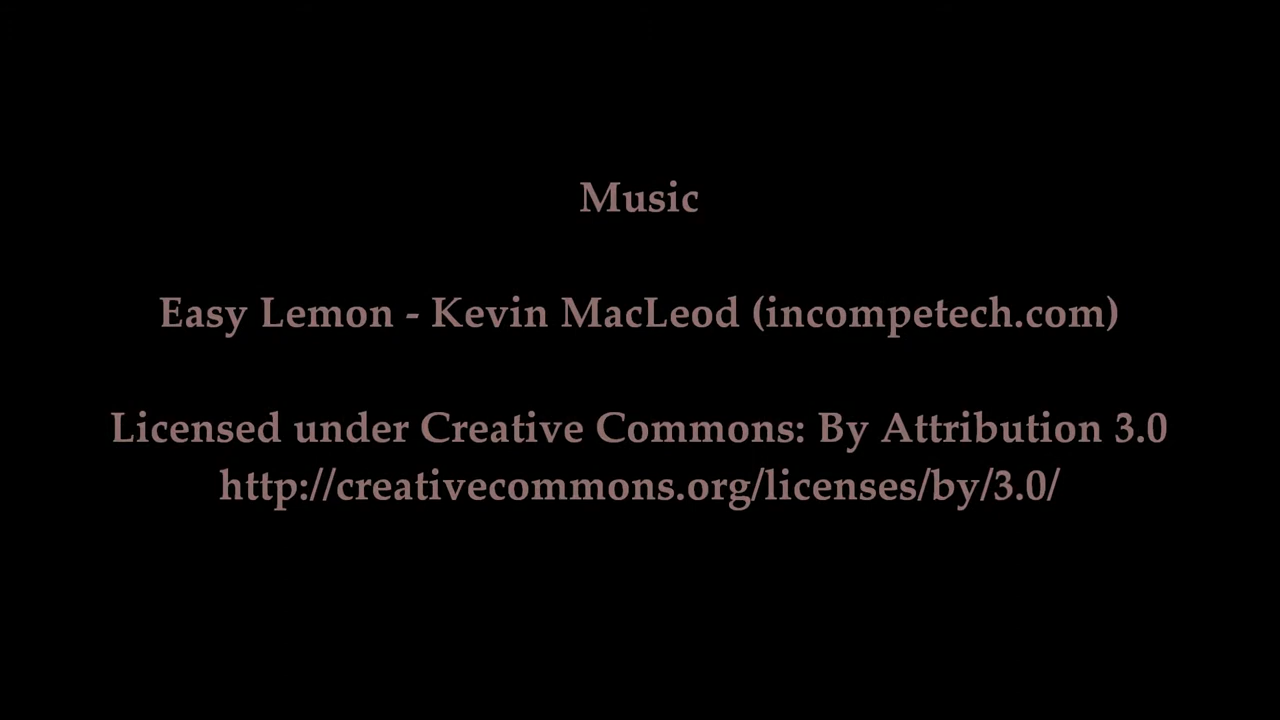 Music
Easy Lemon - Kevin MacLeod (incompetech.com)
Licensed under Creative Commons: By Attribution 3.0
http://creativecommons.org/licenses/by/3.0/